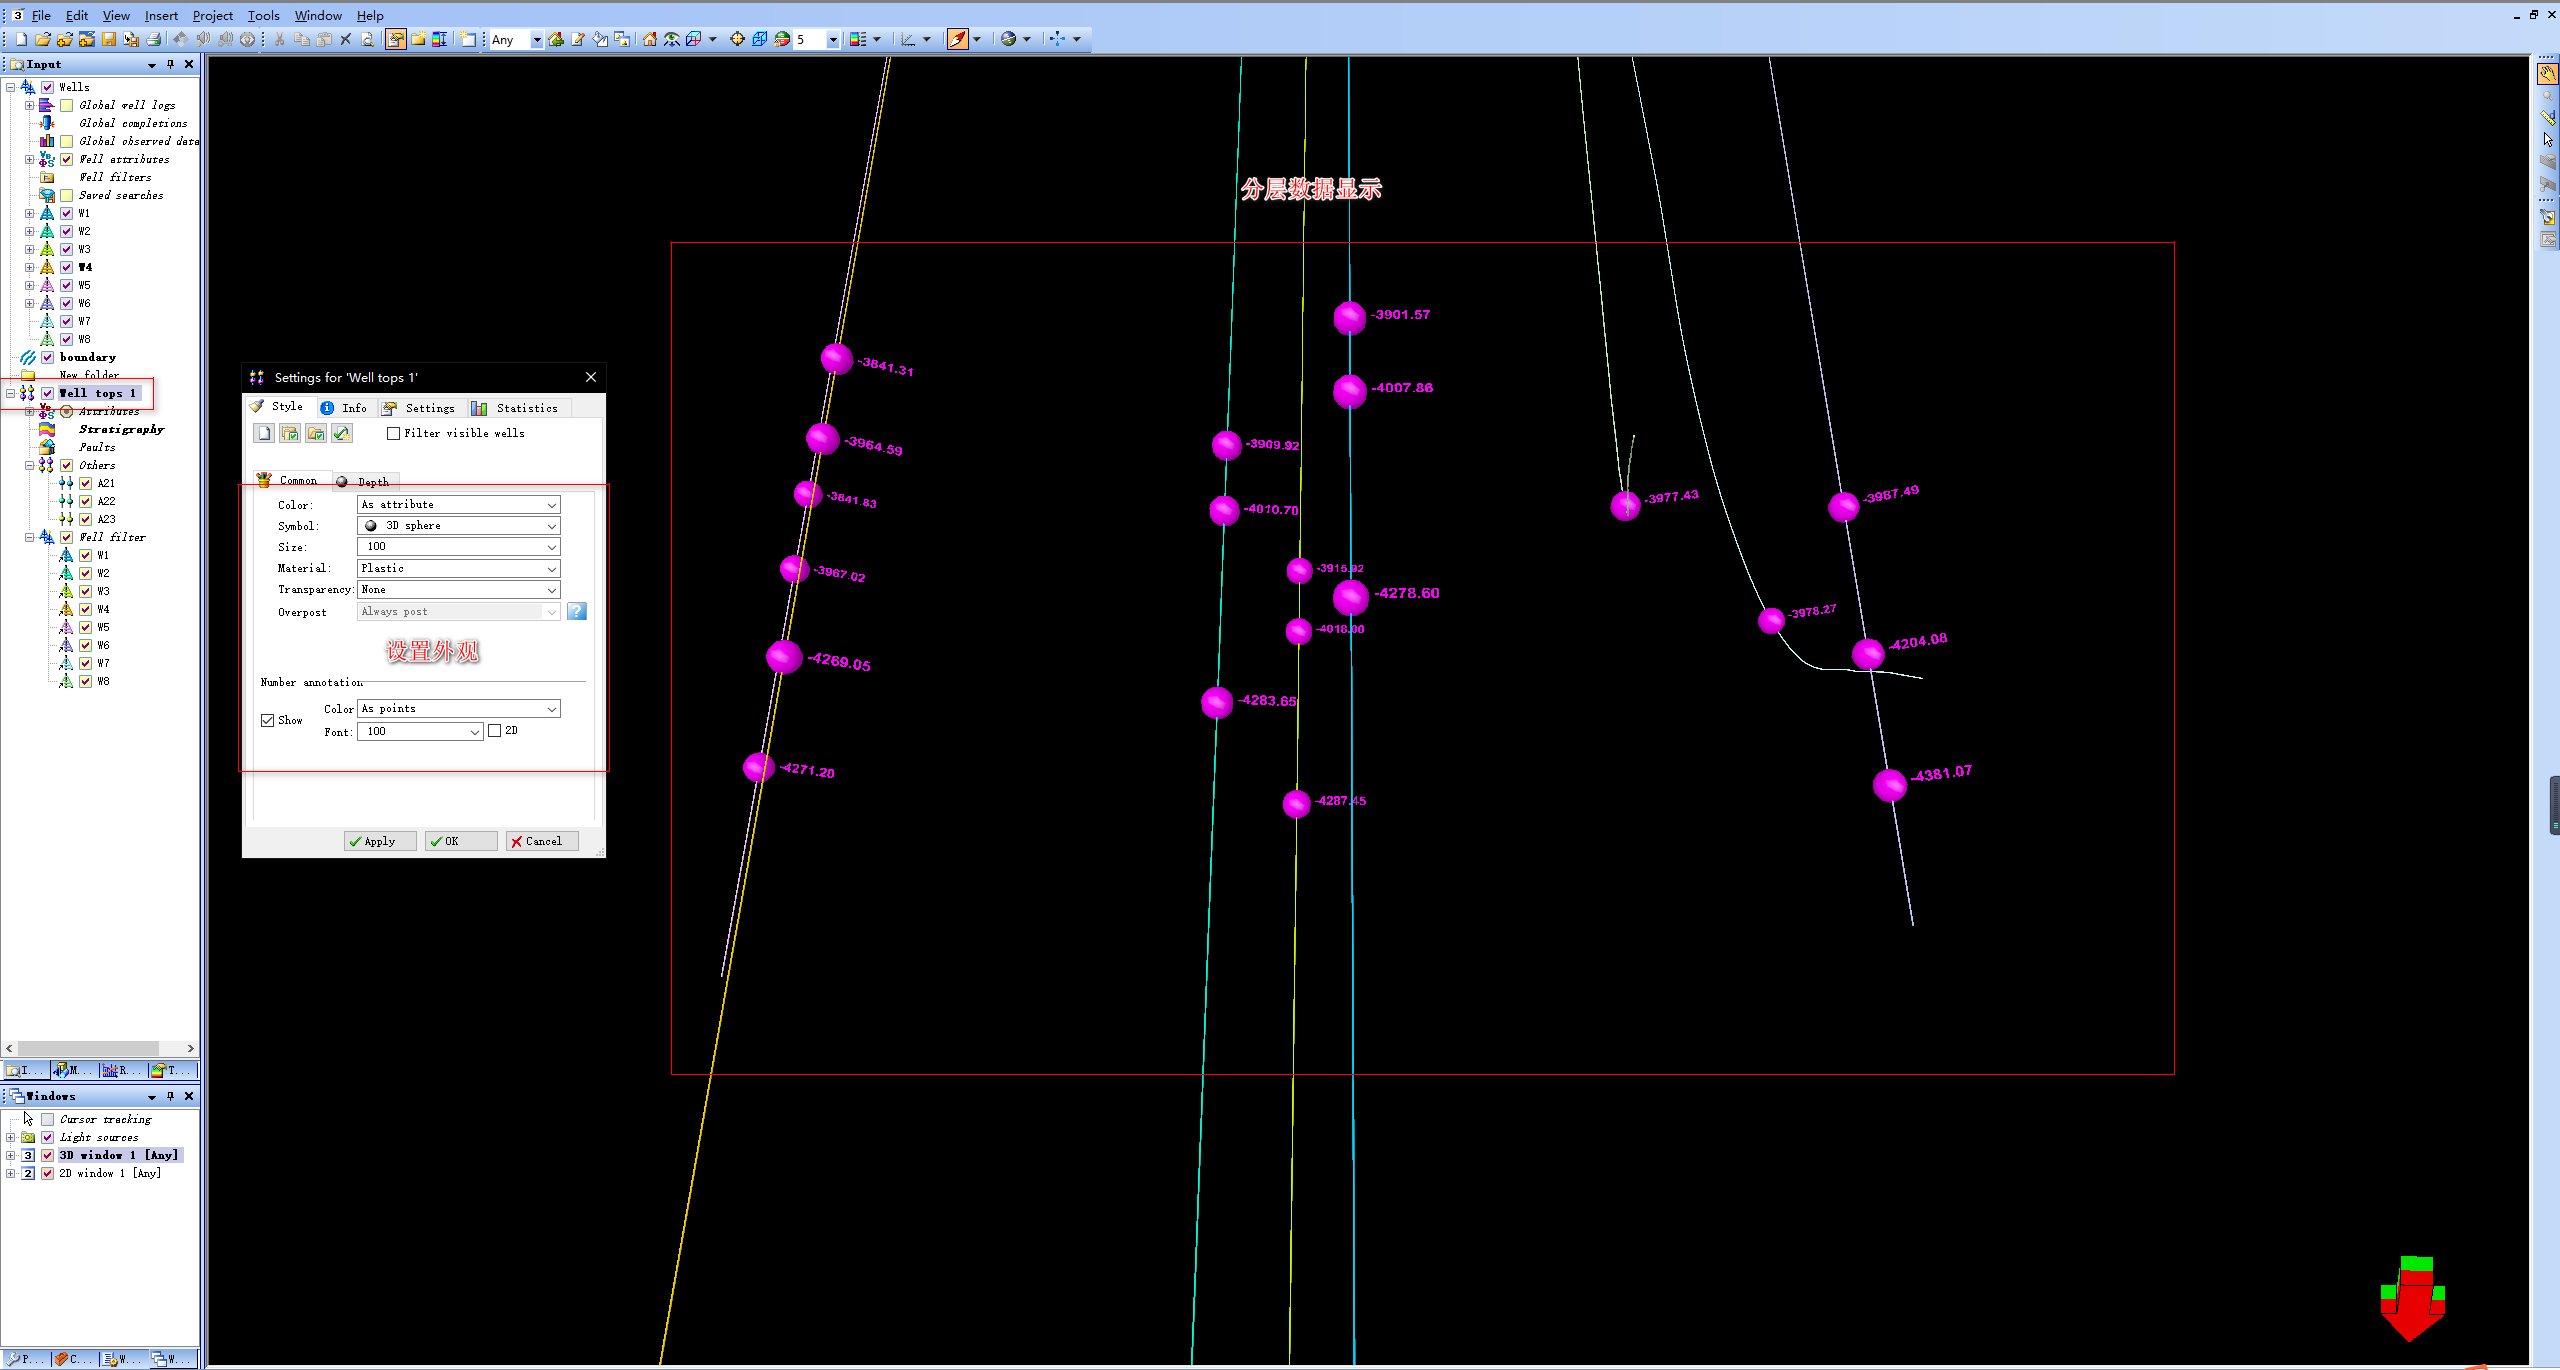 File Edit View Insert Project Tools Window Help
Any
5
Input
Wells
Global well logs
Global completions
Global observed data
Well attributes
Well filters
Saved searches
W1
W2
W3
W4
W5
W6
W7
W8
boundary
New folder
Well tops 1
Attributes
Stratigraphy
Faults
Others
A21
A22
A23
Well filter
W1
W2
W3
W4
W5
W6
W7
W8
I... M... R... T...
Windows
Cursor tracking
Light sources
3D window 1 [Any]
2D window 1 [Any]
P... C... W... W...
Settings for 'Well tops 1'
Style Info Settings Statistics
Filter visible wells
Common Depth
Color: As attribute
Symbol: 3D sphere
Size: 100
Material: Plastic
Transparency: None
Overpost Always post
设置外观
Number annotation
Show
Color As points
Font: 100 2D
Apply OK Cancel
分层数据显示
-3841.31
-3964.59
-3841.83
-3967.02
-4269.05
-4271.20
-3909.92
-4010.70
-4283.65
-3901.57
-4007.86
-3915.92
-4278.60
-4018.00
-4287.45
-3977.43
-3978.27
-3987.49
-4204.08
-4381.07